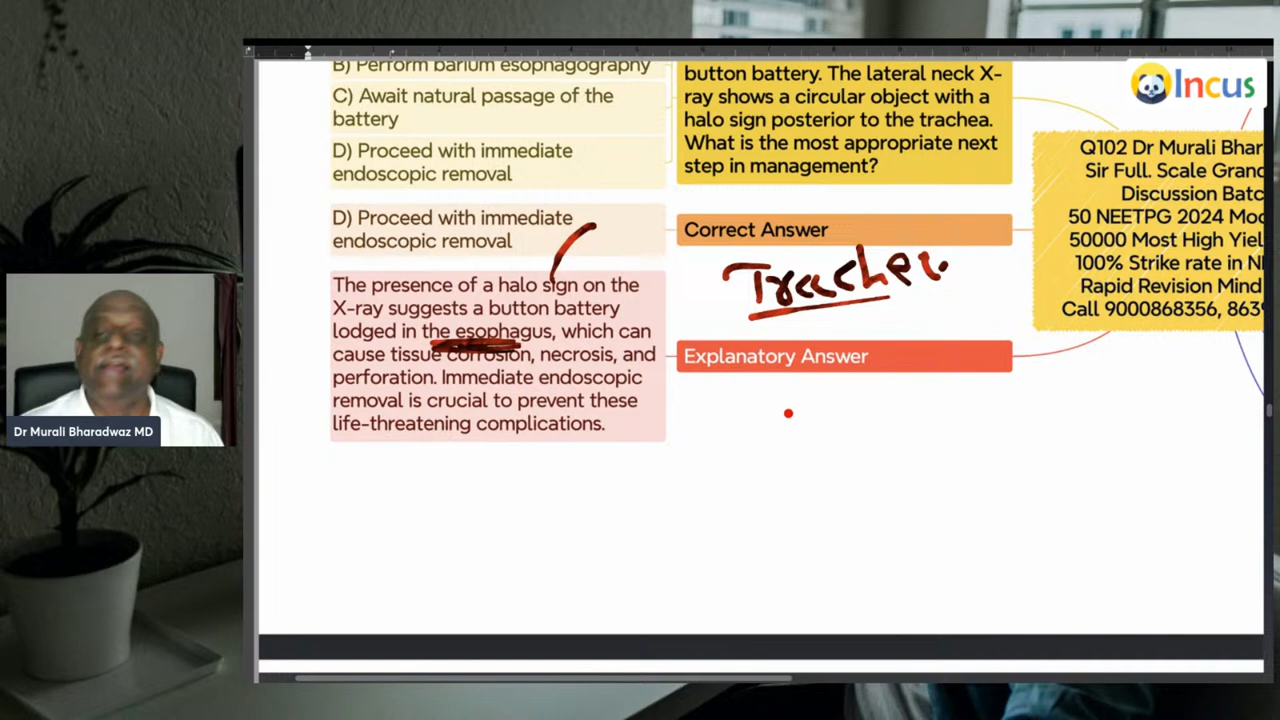 B) Perform barium esophagography
C) Await natural passage of the
battery
D) Proceed with immediate
endoscopic removal
D) Proceed with immediate
endoscopic removal
The presence of a halo sign on the
X-ray suggests a button battery
lodged in the esophagus, which can
cause tissue corrosion, necrosis, and
perforation. Immediate endoscopic
removal is crucial to prevent these
life-threatening complications.
button battery. The lateral neck X-
ray shows a circular object with a
halo sign posterior to the trachea.
What is the most appropriate next
step in management?
Correct Answer
Explanatory Answer
Incus
Q102 Dr Murali Bhar
Sir Full. Scale Gran
Discussion Batc
50 NEETPG 2024 Moc
50000 Most High Yiel
100% Strike rate in N
Rapid Revision Mind
Call 9000868356, 863
Dr Murali Bharadwaz MD